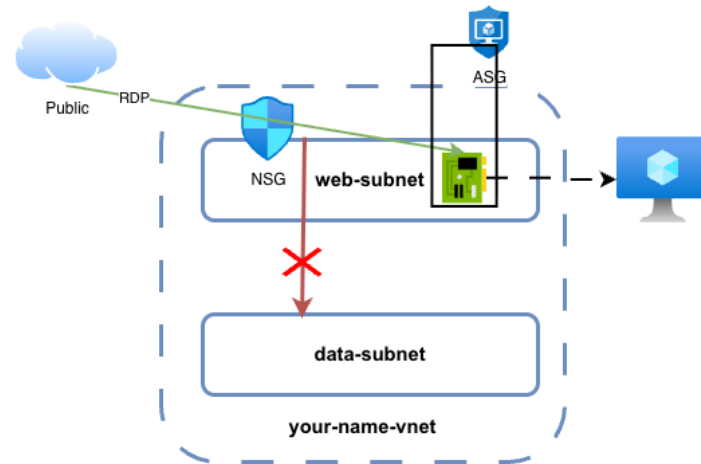 ASG
Public
RDP
NSG
web-subnet
data-subnet
your-name-vnet